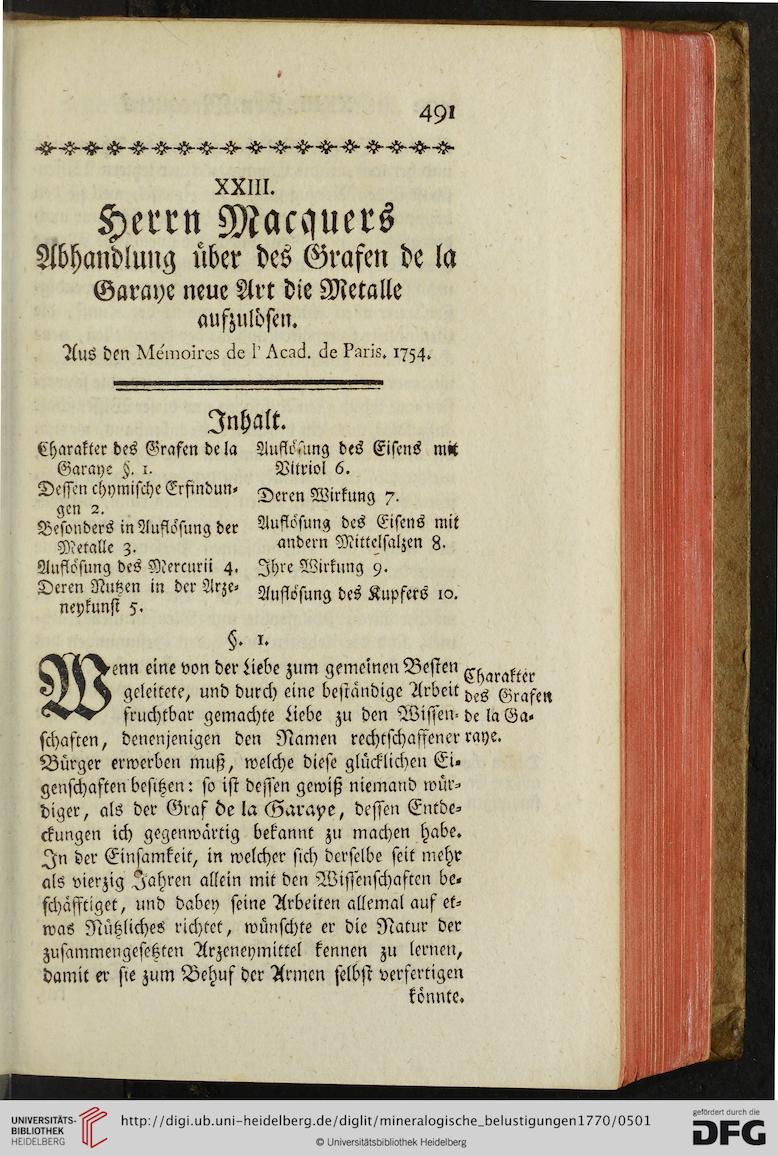 491
XXIII.
Herrn Macquers
Abhandlung über des Grafen de la
Garaye neue Art die Metalle
aufzulösen.
Aus den Mémoires de l' Acad. de Paris. 1754.
Inhalt.
Charakter des Grafen de la
Garaye §. 1.
Dessen chymische Erfindun-
gen 2.
Besonders in Auflösung der
Metalle 3.
Auflösung des Mercurii 4.
Deren Nutzen in der Arze-
neykunst 5.
Auflösung des Eisens mit
Vitriol 6.
Deren Wirkung 7.
Auflösung des Eisens mit
andern Mittelsalzen 8.
Ihre Wirkung 9.
Auflösung des Kupfers 10.
§. 1.
Wenn eine von der Liebe zum gemeinen Besten
geleitete, und durch eine beständige Arbeit
fruchtbar gemachte Liebe zu den Wissen-
schaften, denenjenigen den Namen rechtschaffener
Bürger erwerben muß, welche diese glücklichen Ei-
genschaften besitzen: so ist dessen gewiß niemand wür-
diger, als der Graf de la Garaye, dessen Entde-
ckungen ich gegenwärtig bekannt zu machen habe.
In der Einsamkeit, in welcher sich derselbe seit mehr
als vierzig Jahren allein mit den Wissenschaften be-
schäfftiget, und dabey seine Arbeiten allemal auf et-
was Nützliches richtet, wünschte er die Natur der
zusammengesetzten Arzeneymittel kennen zu lernen,
damit er sie zum Behuf der Armen selbst verfertigen
könnte.
Charakter
des Grafen
de la Ga-
raye.
UNIVERSITÄTS-
BIBLIOTHEK
HEIDELBERG
http://digi.ub.uni-heidelberg.de/diglit/mineralogische_belustigungen1770/0501
© Universitätsbibliothek Heidelberg
gefördert durch die
DFG